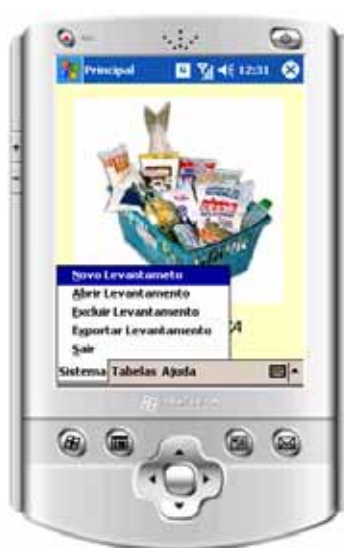 Principal 12:31
Novo Levantameto
Abrir Levantamento
Excluir Levantamento
Exportar Levantamento
Sair
Sistema Tabelas Ajuda